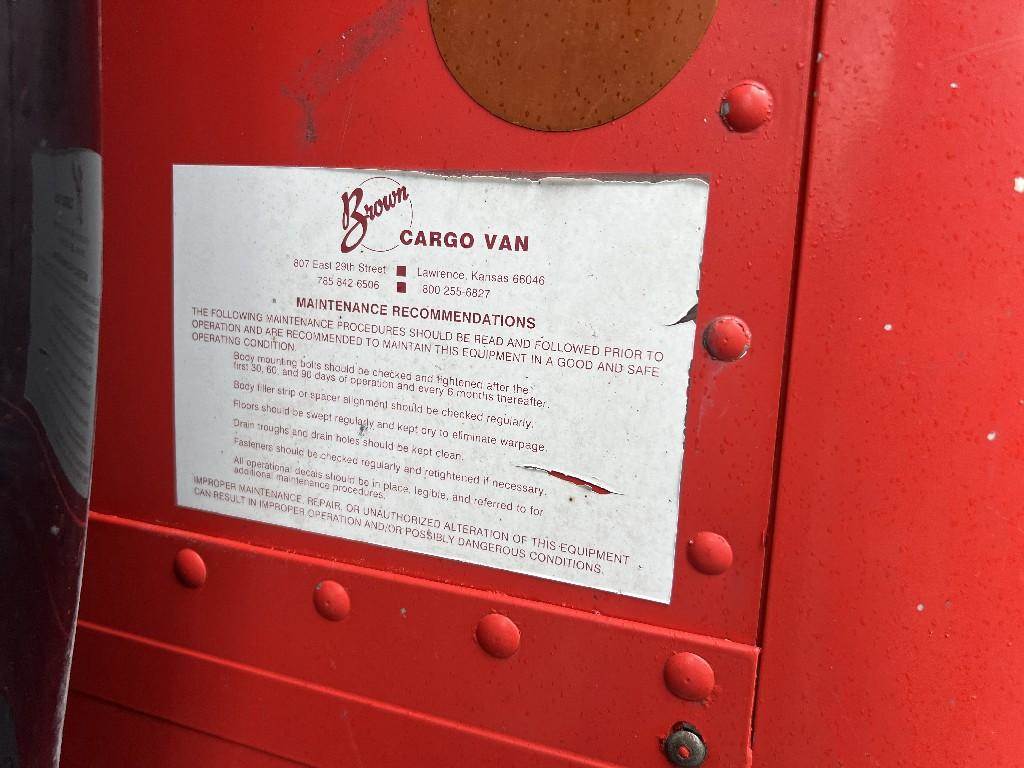 Brown
CARGO VAN
807 East 29th Street ■ Lawrence, Kansas 66046
785 842-6506 ■ 800 255-6827
MAINTENANCE RECOMMENDATIONS
THE FOLLOWING MAINTENANCE PROCEDURES SHOULD BE READ AND FOLLOWED PRIOR TO
OPERATION AND ARE RECOMMENDED TO MAINTAIN THIS EQUIPMENT IN A GOOD AND SAFE
OPERATING CONDITION.
Body mounting bolts should be checked and tightened after the
first 30, 60, and 90 days of operation and every 6 months thereafter.
Body filler strip or spacer alignment should be checked regularly.
Floors should be swept regularly and kept dry to eliminate warpage.
Drain troughs and drain holes should be kept clean.
Fasteners should be checked regularly and retightened if necessary.
All operational decals should be in place, legible, and referred to for
additional maintenance procedures.
IMPROPER MAINTENANCE, REPAIR, OR UNAUTHORIZED ALTERATION OF THIS EQUIPMENT
CAN RESULT IN IMPROPER OPERATION AND/OR POSSIBLY DANGEROUS CONDITIONS.